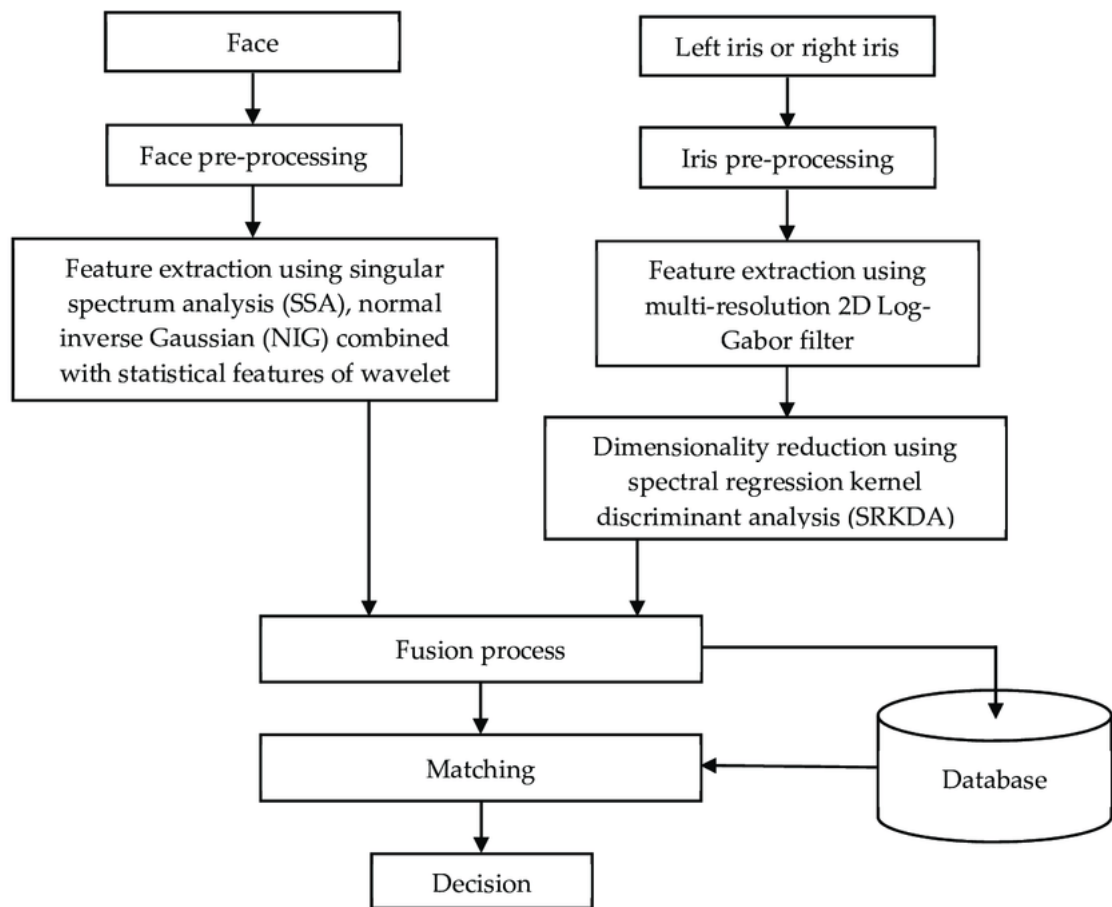 Face
Left iris or right iris
Face pre-processing
Iris pre-processing
Feature extraction using singular
spectrum analysis (SSA), normal
inverse Gaussian (NIG) combined
with statistical features of wavelet
Feature extraction using
multi-resolution 2D Log-
Gabor filter
Dimensionality reduction using
spectral regression kernel
discriminant analysis (SRKDA)
Fusion process
Matching
Database
Decision